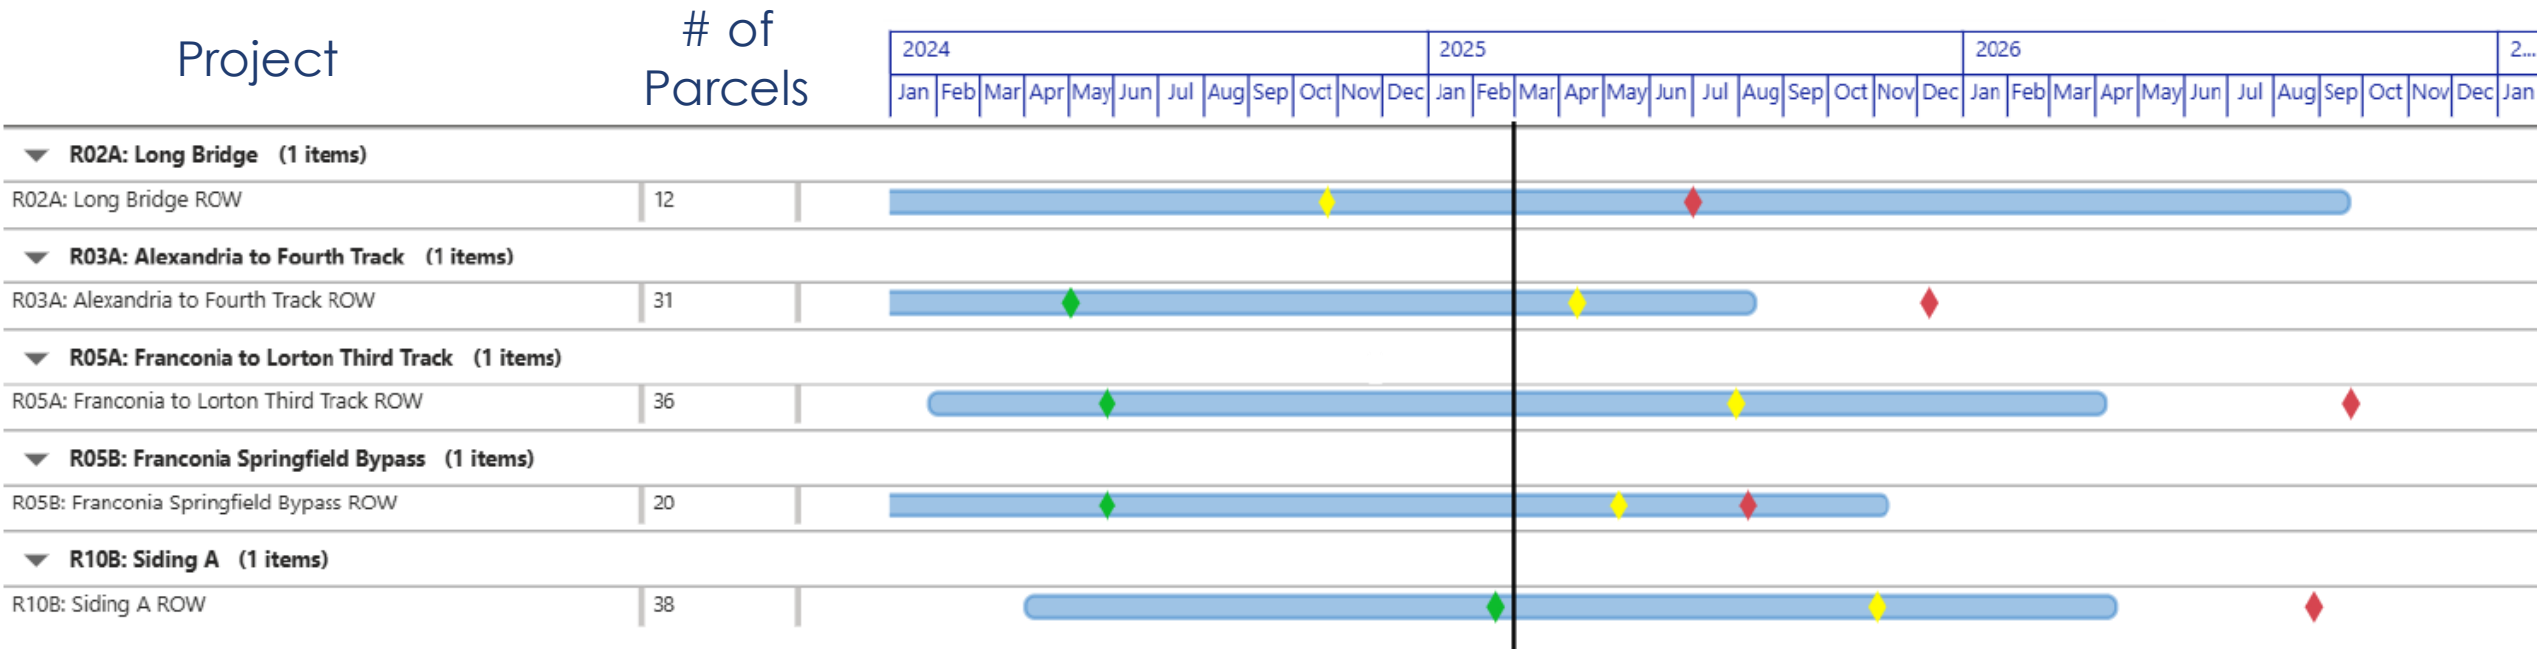 Project
# of
Parcels
2024 2025 2026 2...
Jan Feb Mar Apr May Jun Jul Aug Sep Oct Nov Dec Jan Feb Mar Apr May Jun Jul Aug Sep Oct Nov Dec Jan Feb Mar Apr May Jun Jul Aug Sep Oct Nov Dec Jan
R02A: Long Bridge (1 items)
R02A: Long Bridge ROW 12
R03A: Alexandria to Fourth Track (1 items)
R03A: Alexandria to Fourth Track ROW 31
R05A: Franconia to Lorton Third Track (1 items)
R05A: Franconia to Lorton Third Track ROW 36
R05B: Franconia Springfield Bypass (1 items)
R05B: Franconia Springfield Bypass ROW 20
R10B: Siding A (1 items)
R10B: Siding A ROW 38